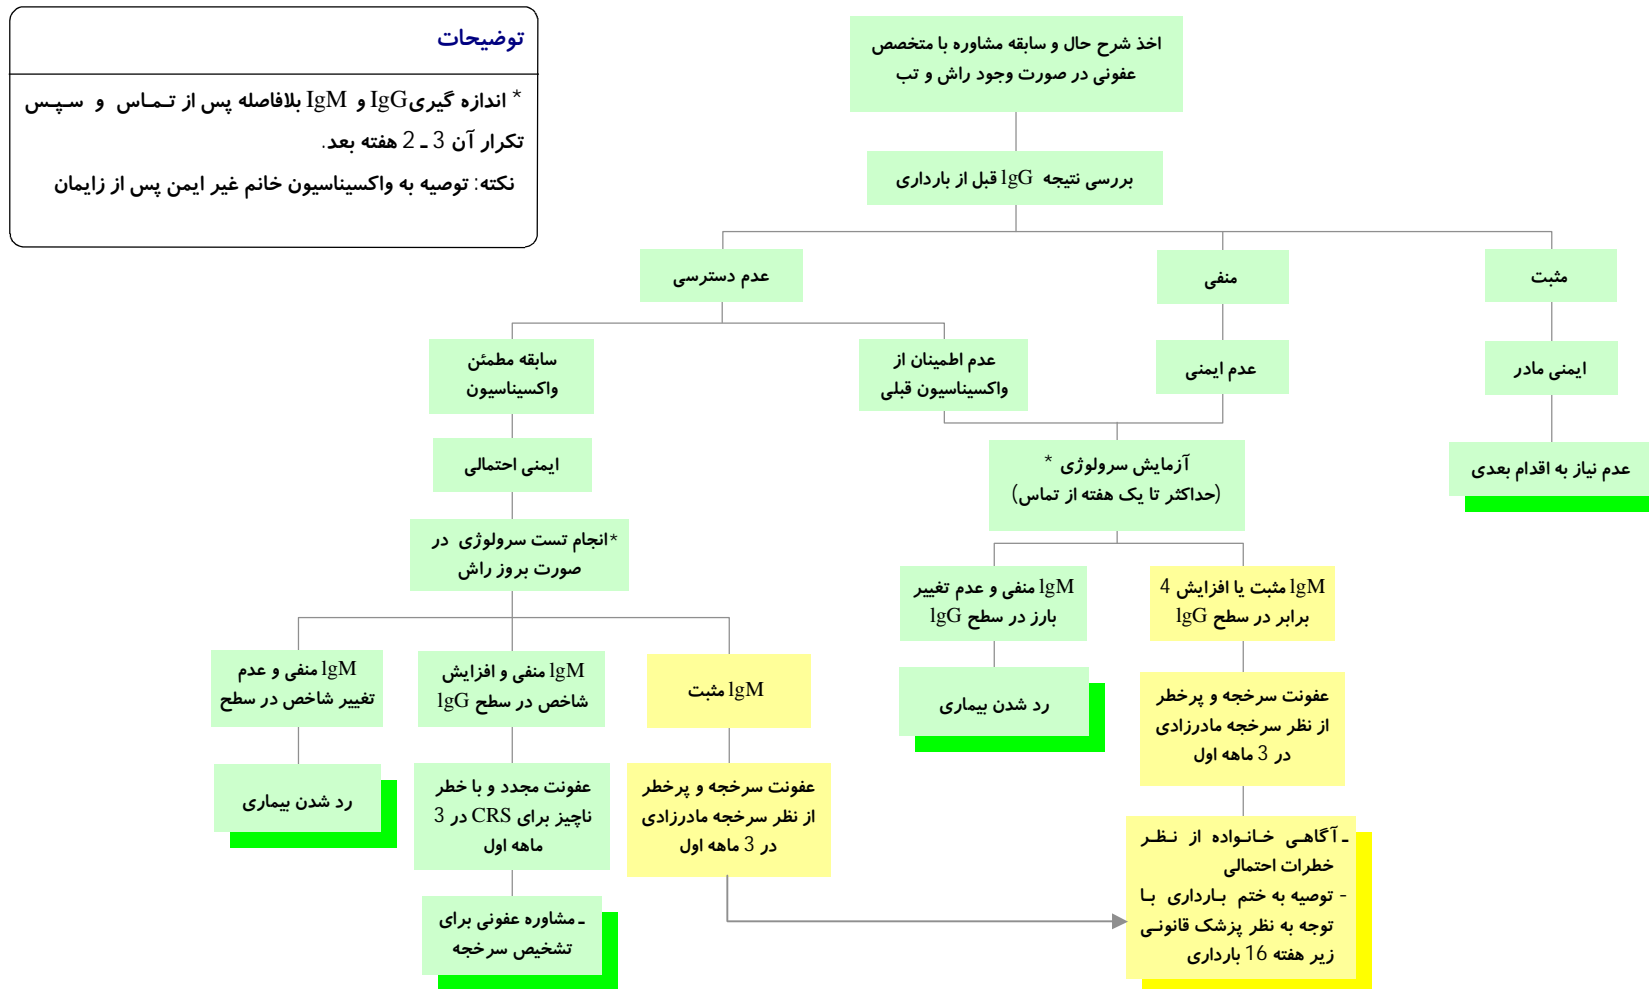 توضیحات
* اندازه گیری IgG و IgM بلافاصله پس از تماس و سپس
تکرار آن 3 ـ 2 هفته بعد.
نکته: توصیه به واکسیناسیون خانم غیر ایمن پس از زایمان
اخذ شرح حال و سابقه مشاوره با متخصص
عفونی در صورت وجود راش و تب
بررسی نتیجه IgG قبل از بارداری
مثبت
منفی
عدم دسترسی
ایمنی مادر
عدم ایمنی
عدم اطمینان از
واکسیناسیون قبلی
سابقه مطمئن
واکسیناسیون
عدم نیاز به اقدام بعدی
آزمایش سرولوژی *
(حداکثر تا یک هفته از تماس)
ایمنی احتمالی
*انجام تست سرولوژی در
صورت بروز راش
IgM مثبت یا افزایش 4
برابر در سطح IgG
IgM منفی و عدم تغییر
بارز در سطح IgG
IgM مثبت
IgM منفی و افزایش
شاخص در سطح IgG
IgM منفی و عدم
تغییر شاخص در سطح
عفونت سرخجه و پرخطر
از نظر سرخجه مادرزادی
در 3 ماهه اول
رد شدن بیماری
عفونت سرخجه و پرخطر
از نظر سرخجه مادرزادی
در 3 ماهه اول
عفونت مجدد و با خطر
ناچیز برای CRS در 3
ماهه اول
رد شدن بیماری
ـ آگاهی خانواده از نظر
خطرات احتمالی
- توصیه به ختم بارداری با
توجه به نظر پزشک قانونی
زیر هفته 16 بارداری
ـ مشاوره عفونی برای
تشخیص سرخجه